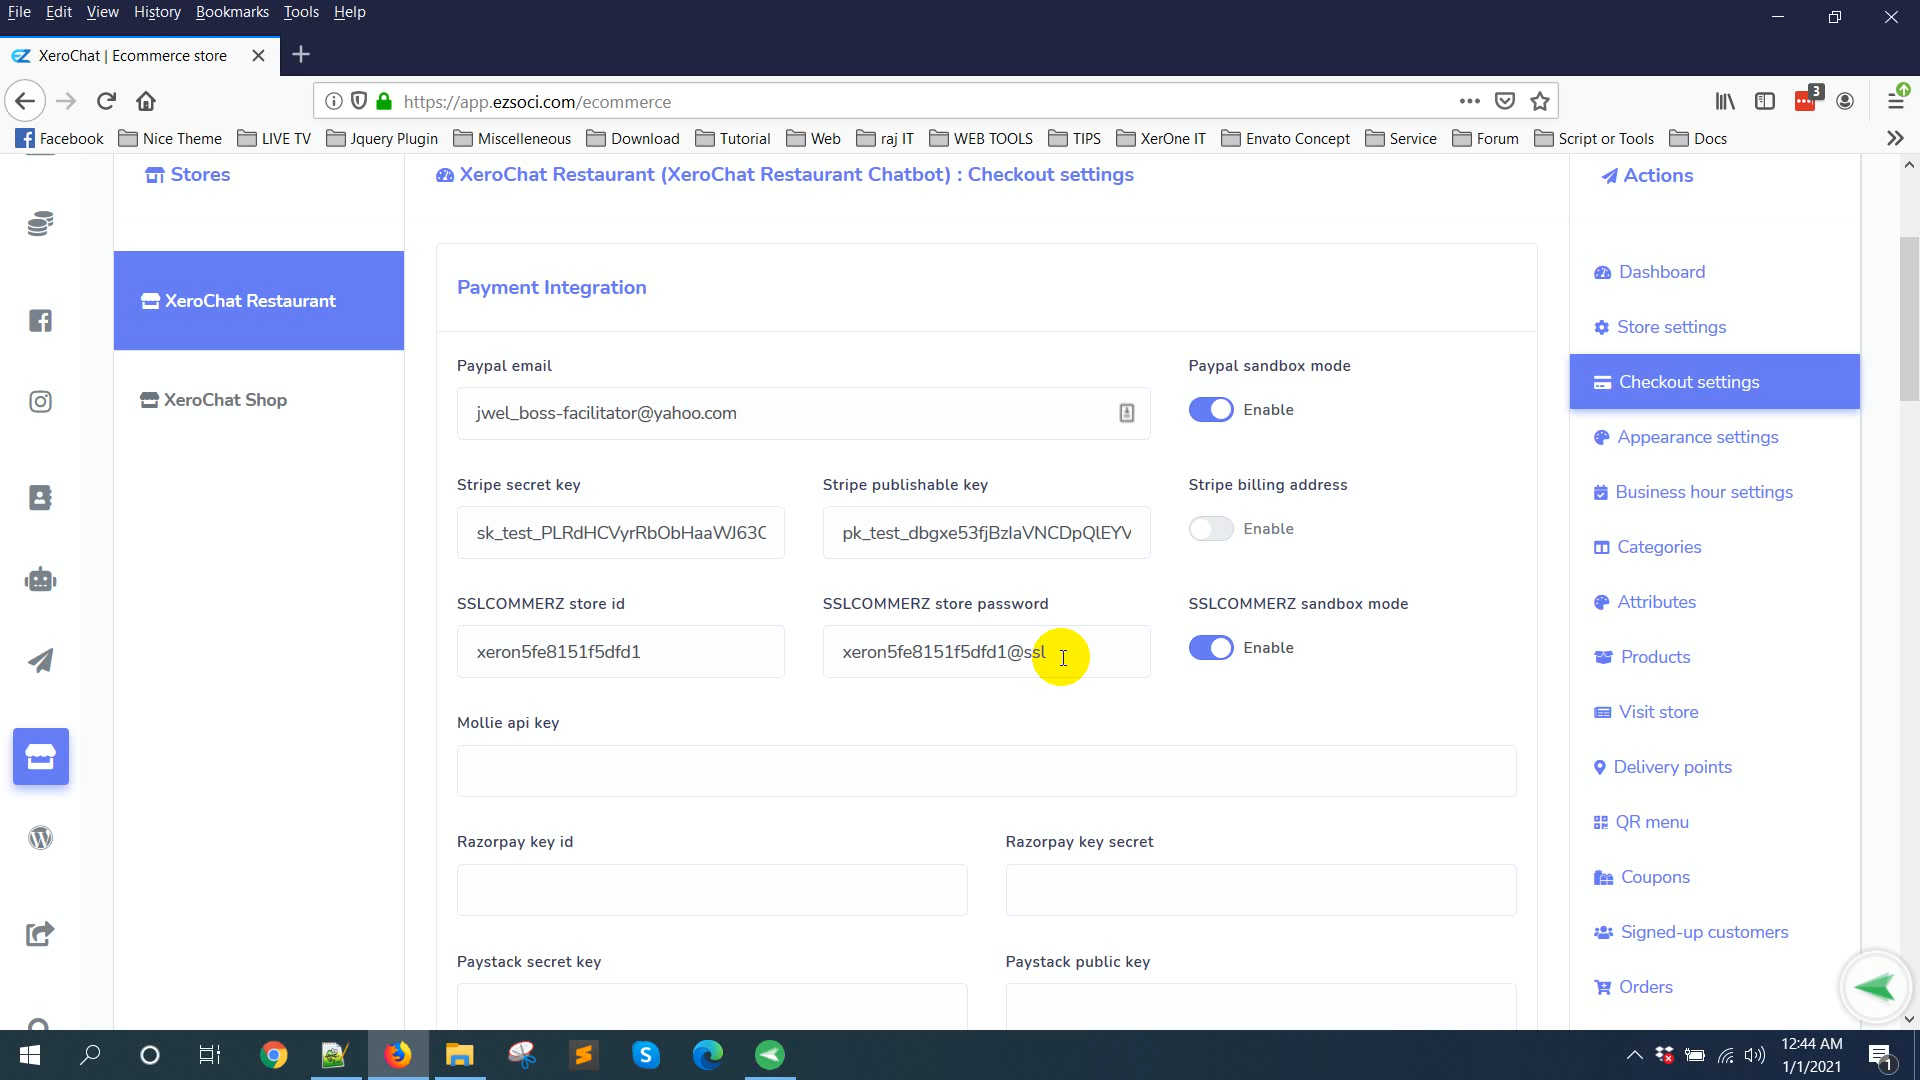 File Edit View History Bookmarks Tools Help
XeroChat | Ecommerce store
https://app.ezsoci.com/ecommerce
3
Facebook Nice Theme LIVE TV Jquery Plugin Miscelleneous Download Tutorial Web raj IT WEB TOOLS TIPS XerOne IT Envato Concept Service Forum Script or Tools Docs
Stores
XeroChat Restaurant (XeroChat Restaurant Chatbot) : Checkout settings
Actions
XeroChat Restaurant
XeroChat Shop
Payment Integration
Paypal email
Paypal sandbox mode
jwel_boss-facilitator@yahoo.com
Enable
Stripe secret key
Stripe publishable key
Stripe billing address
sk_test_PLRdHCVyrRbObHaaWJ63C
pk_test_dbgxe53fjBzlaVNCDpQlEYV
Enable
SSLCOMMERZ store id
SSLCOMMERZ store password
SSLCOMMERZ sandbox mode
xeron5fe8151f5dfd1
xeron5fe8151f5dfd1@ssl
Enable
Mollie api key
Razorpay key id
Razorpay key secret
Paystack secret key
Paystack public key
Dashboard
Store settings
Checkout settings
Appearance settings
Business hour settings
Categories
Attributes
Products
Visit store
Delivery points
QR menu
Coupons
Signed-up customers
Orders
12:44 AM
1/1/2021
1